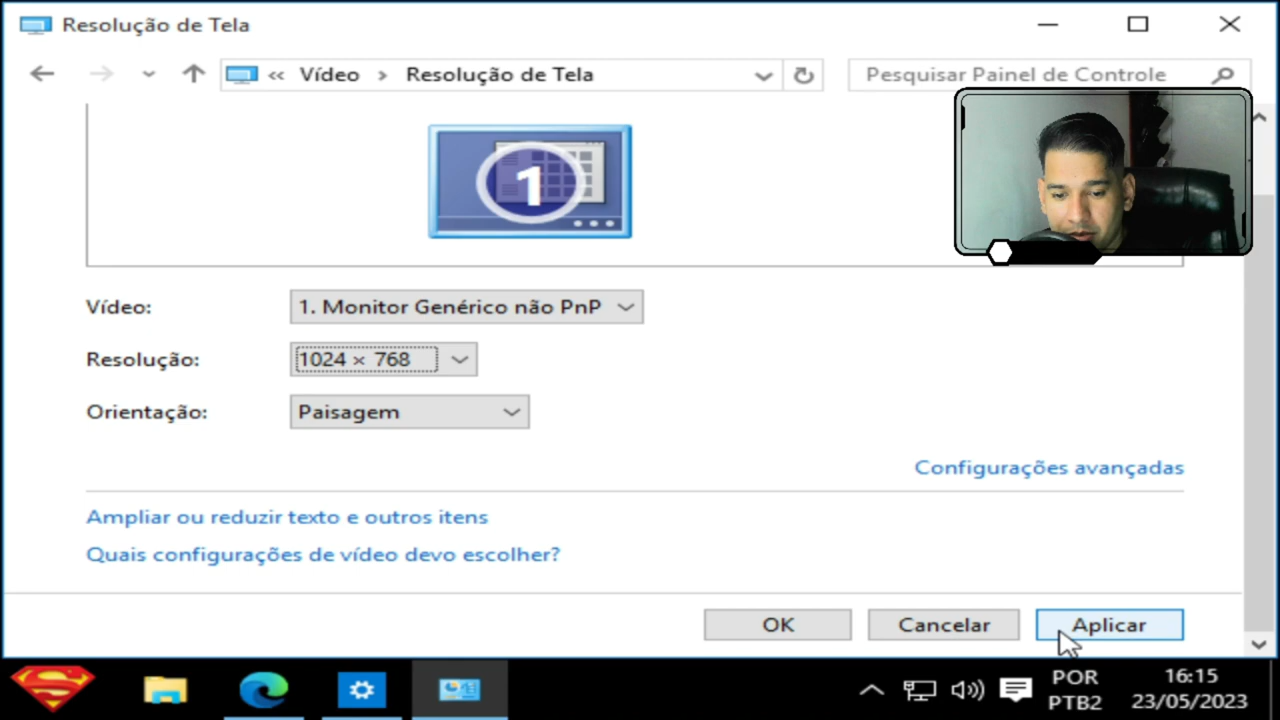 Resolução de Tela
« Vídeo › Resolução de Tela
Pesquisar Painel de Controle
1
Vídeo: 1. Monitor Genérico não PnP
Resolução: 1024 × 768
Orientação: Paisagem
Configurações avançadas
Ampliar ou reduzir texto e outros itens
Quais configurações de vídeo devo escolher?
OK Cancelar Aplicar
POR 16:15
PTB2 23/05/2023